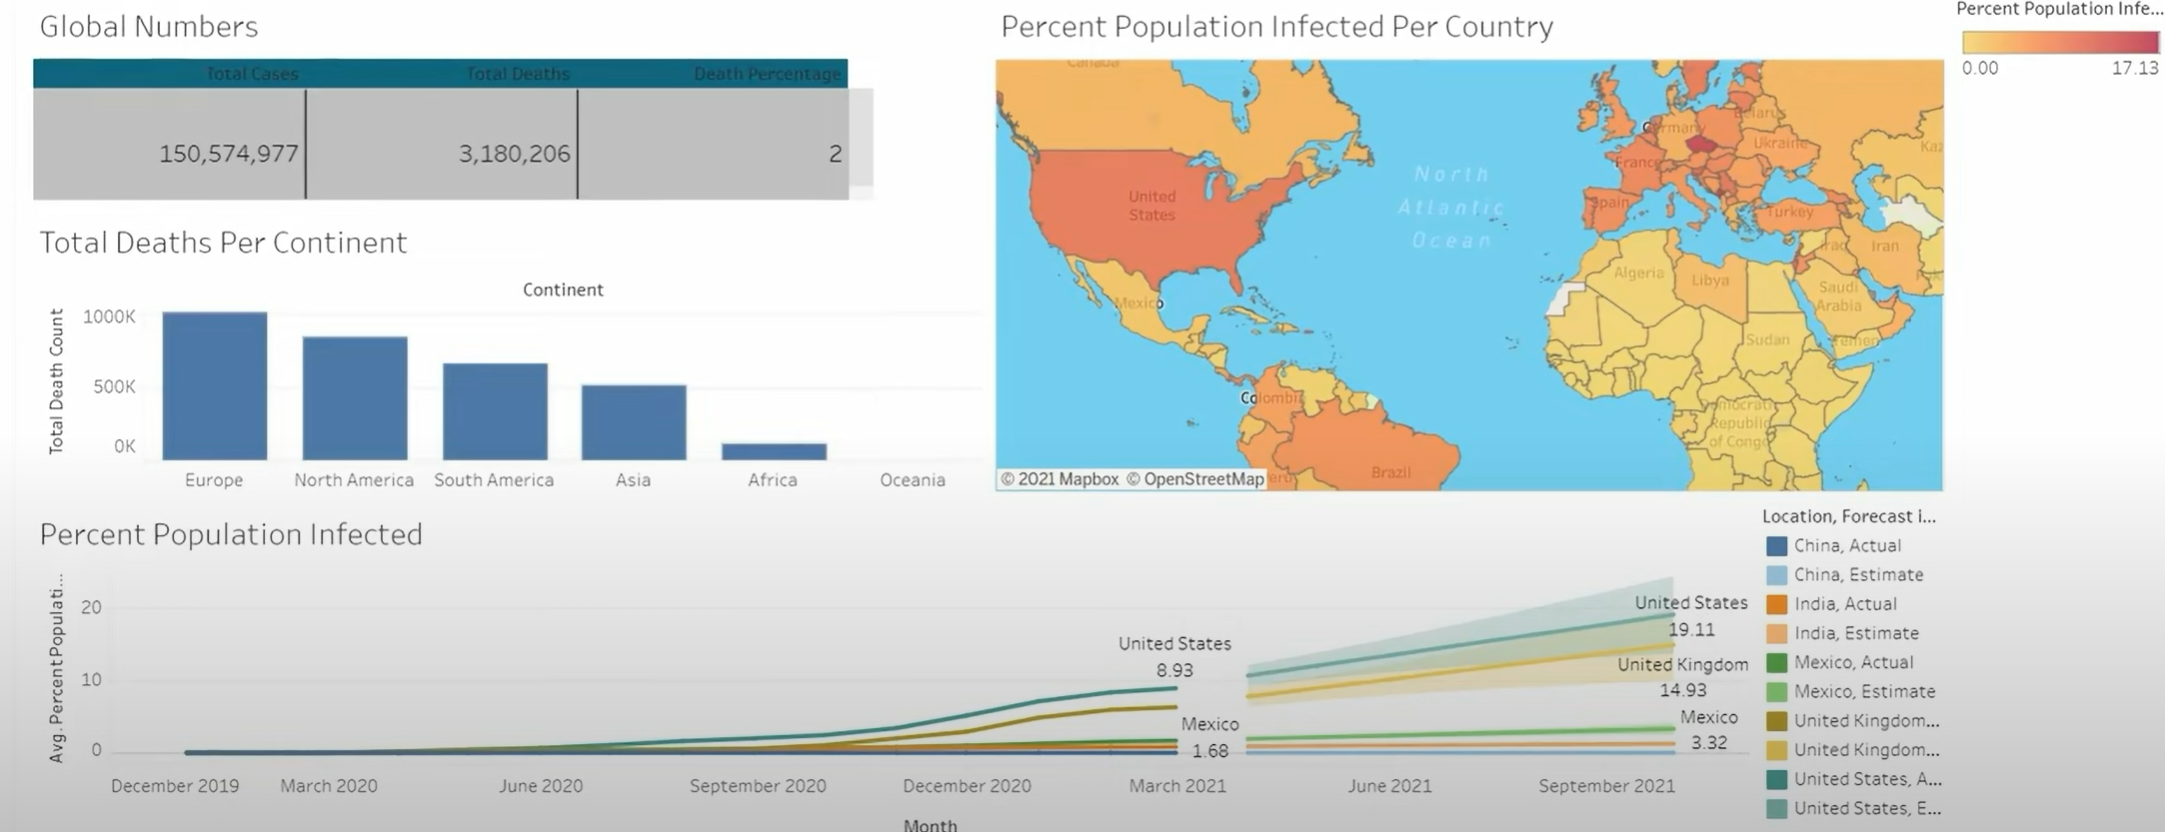 Global Numbers
Total Cases Total Deaths Death Percentage
150,574,977 3,180,206 2
Total Deaths Per Continent
Continent
Total Death Count
1000K
500K
0K
Europe North America South America Asia Africa Oceania
Percent Population Infected Per Country
Percent Population Infe...
0.00 17.13
Canada
United
States
Mexico
Colombia
Brazil
North
Atlantic
Ocean
Germany
Belarus
Ukraine
France
Spain
Turkey
Iraq
Iran
Algeria
Libya
Saudi
Arabia
Sudan
Yemen
Republic
of Congo
© 2021 Mapbox © OpenStreetMap
Percent Population Infected
Avg. Percent Populati...
20
10
0
United States
8.93
Mexico
1.68
United States
19.11
United Kingdom
14.93
Mexico
3.32
December 2019 March 2020 June 2020 September 2020 December 2020 March 2021 June 2021 September 2021
Month
Location, Forecast i...
China, Actual
China, Estimate
India, Actual
India, Estimate
Mexico, Actual
Mexico, Estimate
United Kingdom...
United Kingdom...
United States, A...
United States, E...